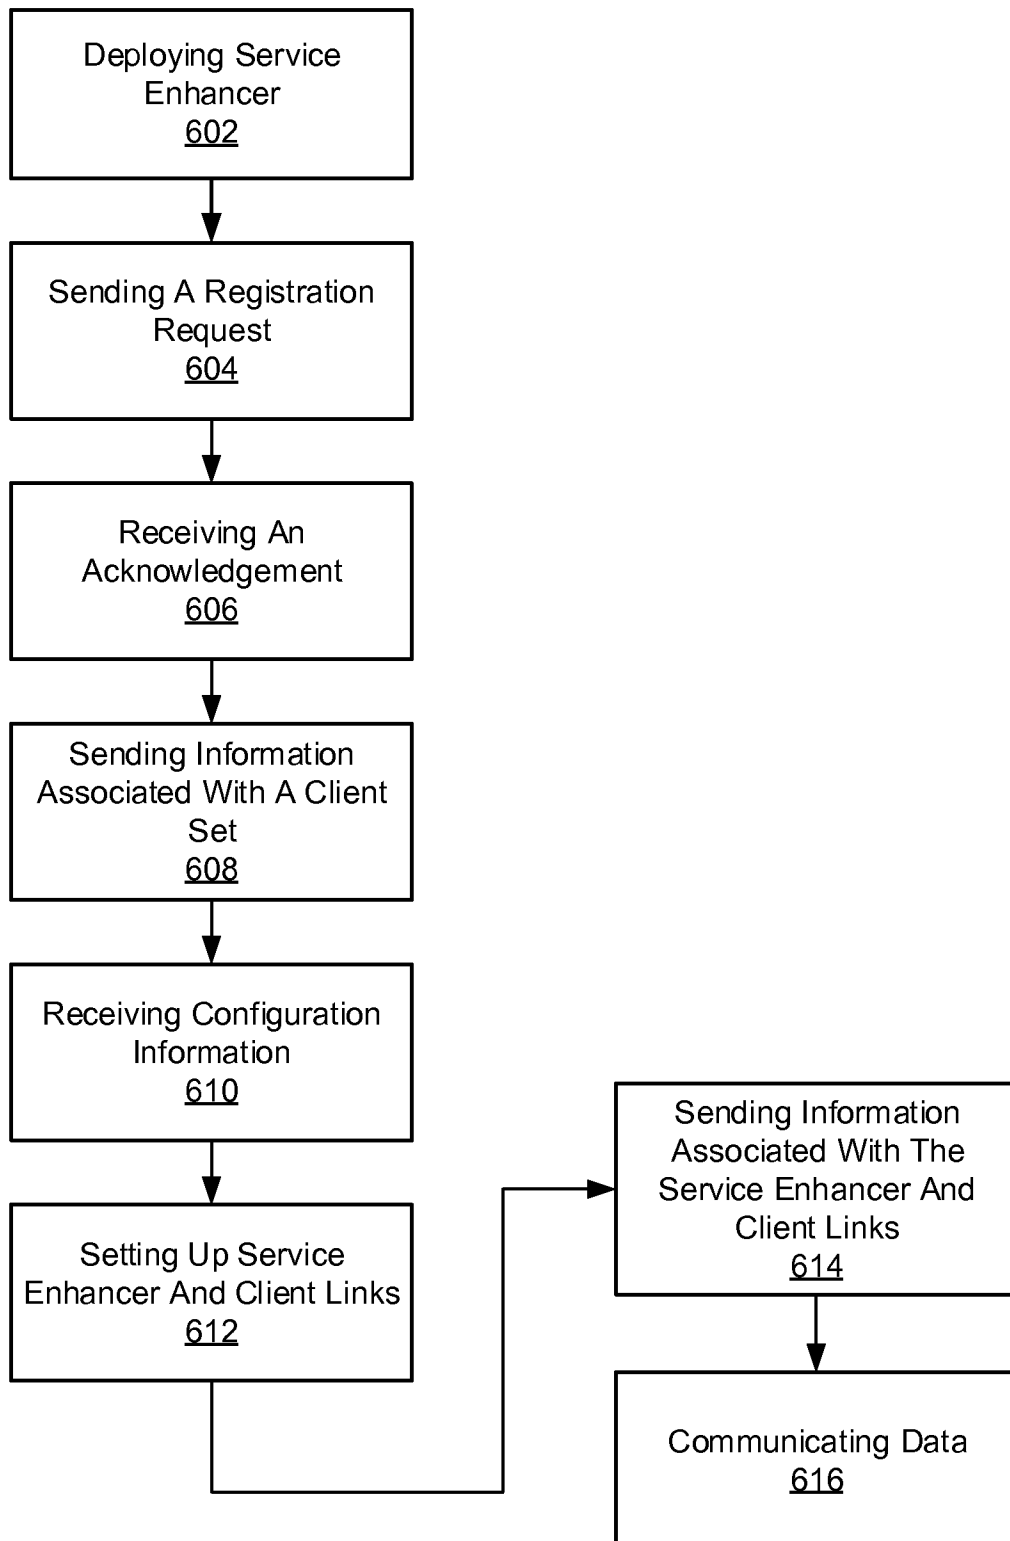 Deploying Service
Enhancer
602
Sending A Registration
Request
604
Receiving An
Acknowledgement
606
Sending Information
Associated With A Client
Set
608
Receiving Configuration
Information
610
Setting Up Service
Enhancer And Client Links
612
Sending Information
Associated With The
Service Enhancer And
Client Links
614
Communicating Data
616